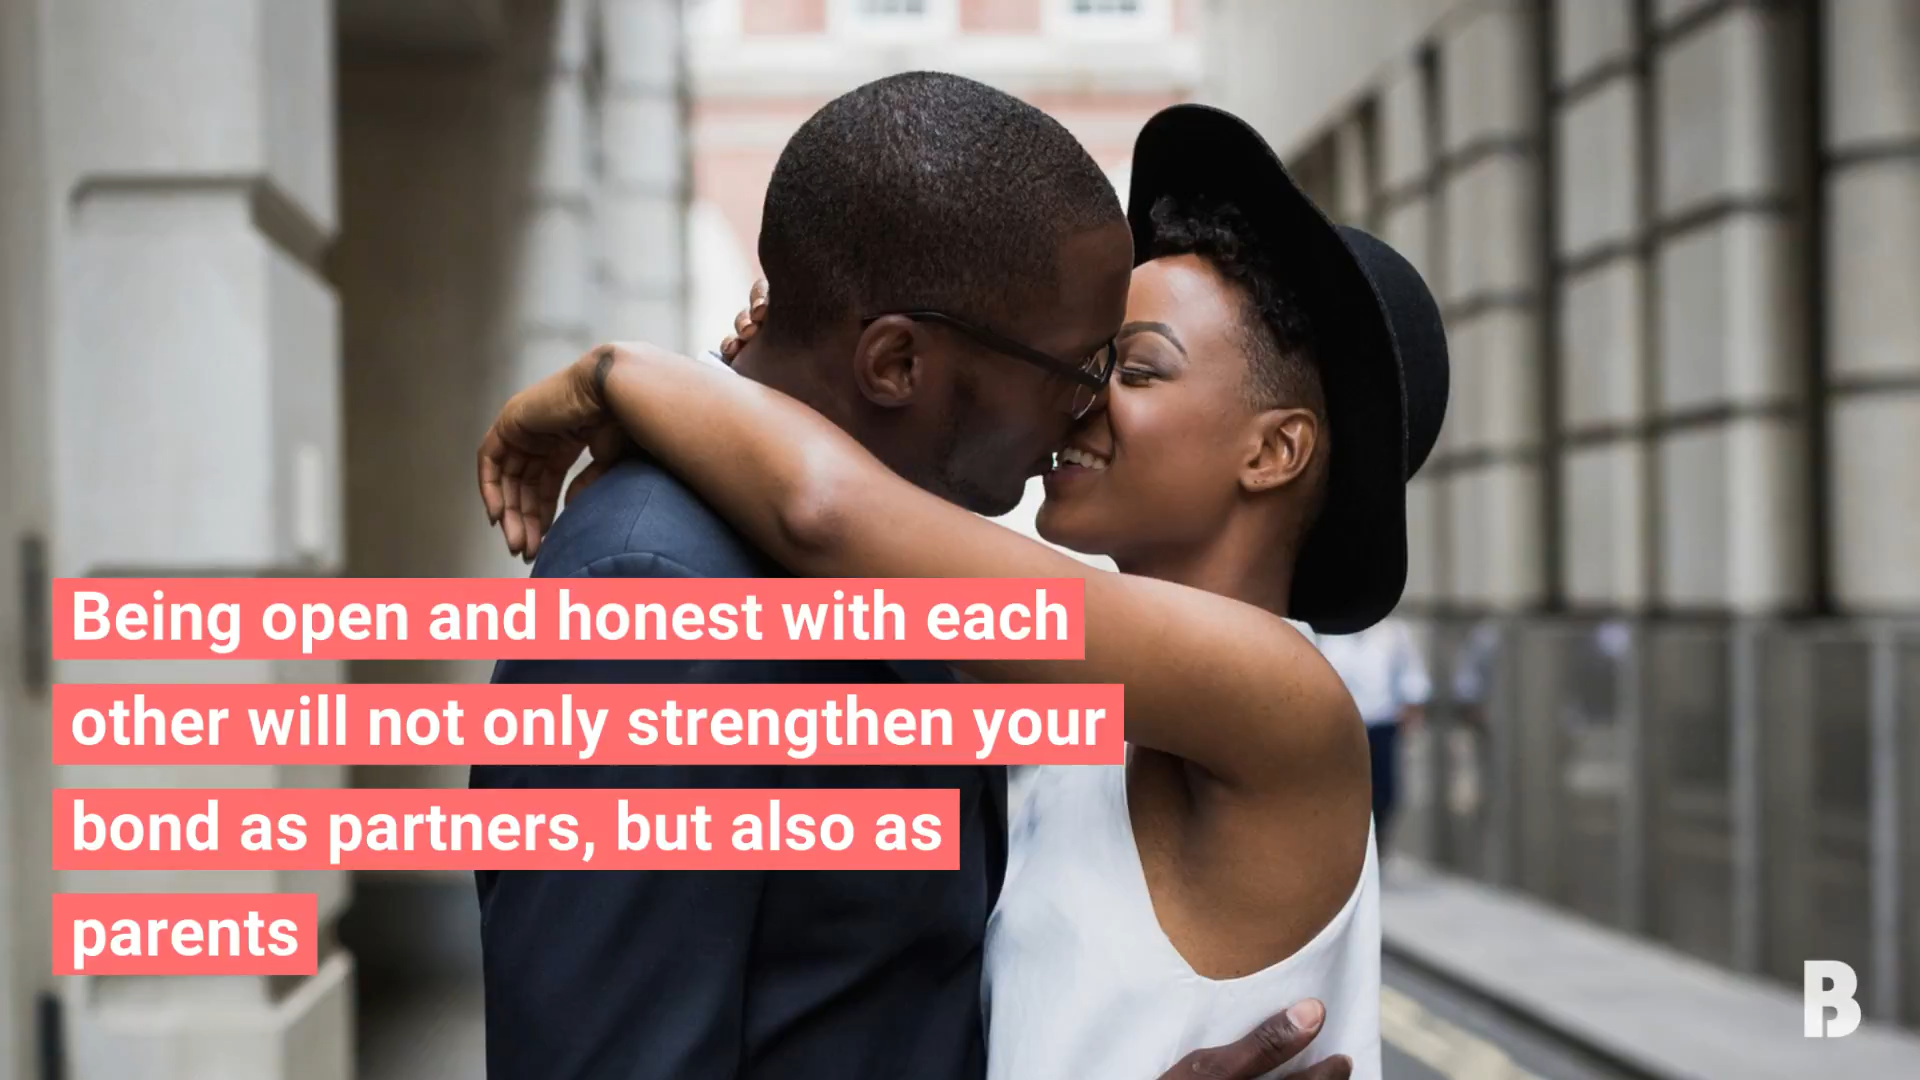 Being open and honest with each
other will not only strengthen your
bond as partners, but also as
parents
B